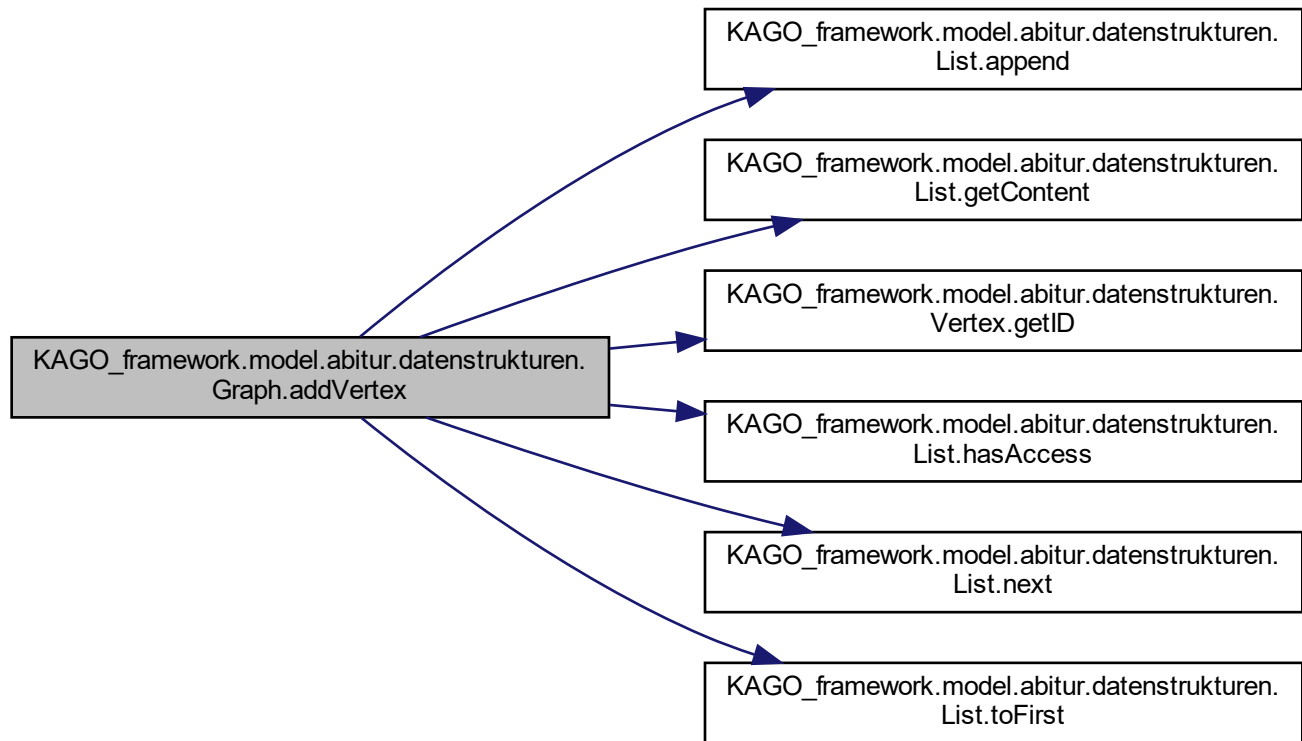 KAGO_framework.model.abitur.datenstrukturen.
Graph.addVertex
KAGO_framework.model.abitur.datenstrukturen.
List.append
KAGO_framework.model.abitur.datenstrukturen.
List.getContent
KAGO_framework.model.abitur.datenstrukturen.
Vertex.getID
KAGO_framework.model.abitur.datenstrukturen.
List.hasAccess
KAGO_framework.model.abitur.datenstrukturen.
List.next
KAGO_framework.model.abitur.datenstrukturen.
List.toFirst